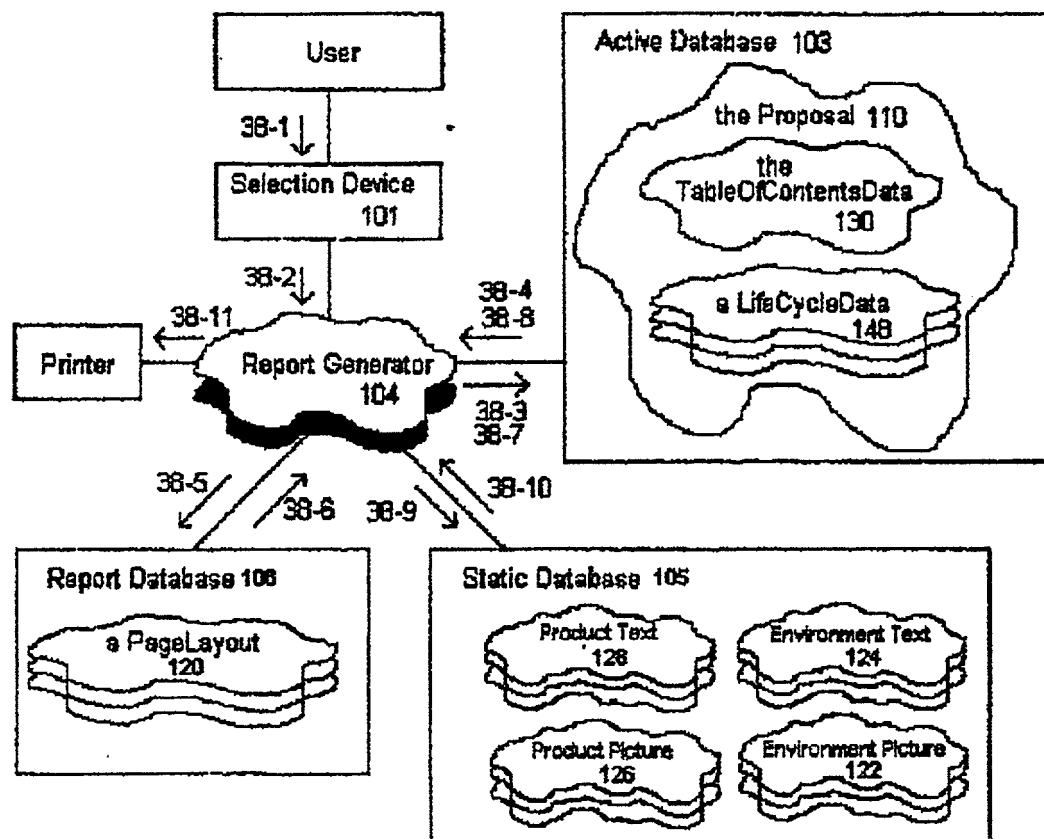 User
Active Database 103
38-1
the Proposal 110
the
TableOfContentsData
130
Selection Device
101
38-2
38-4
38-8
a LifeCycleData
148
38-11
Printer
Report Generator
104
38-3
38-7
38-5
38-6
38-9
38-10
Report Database 106
a PageLayout
120
Static Database 105
Product Text
128
Environment Text
124
Product Picture
126
Environment Picture
122